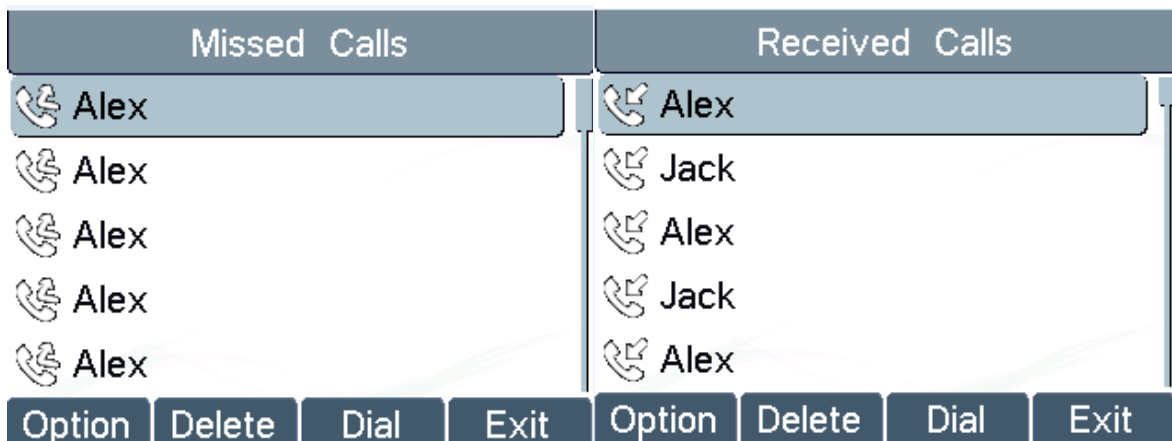 Missed Calls
Alex
Alex
Alex
Alex
Alex
Option Delete Dial Exit
Received Calls
Alex
Jack
Alex
Jack
Alex
Option Delete Dial Exit